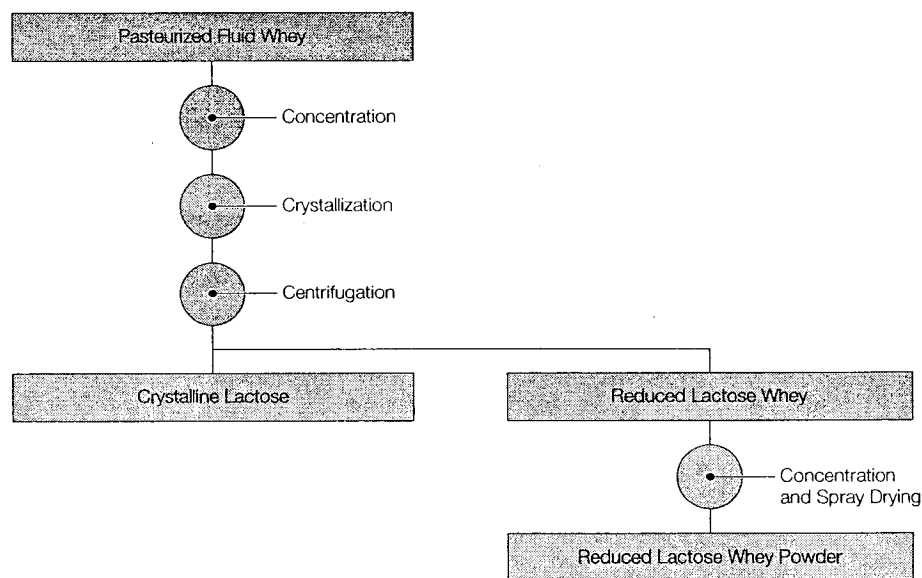 Pasteurized Fluid Whey
Concentration
Crystallization
Centrifugation
Crystalline Lactose
Reduced Lactose Whey
Concentration
and Spray Drying
Reduced Lactose Whey Powder